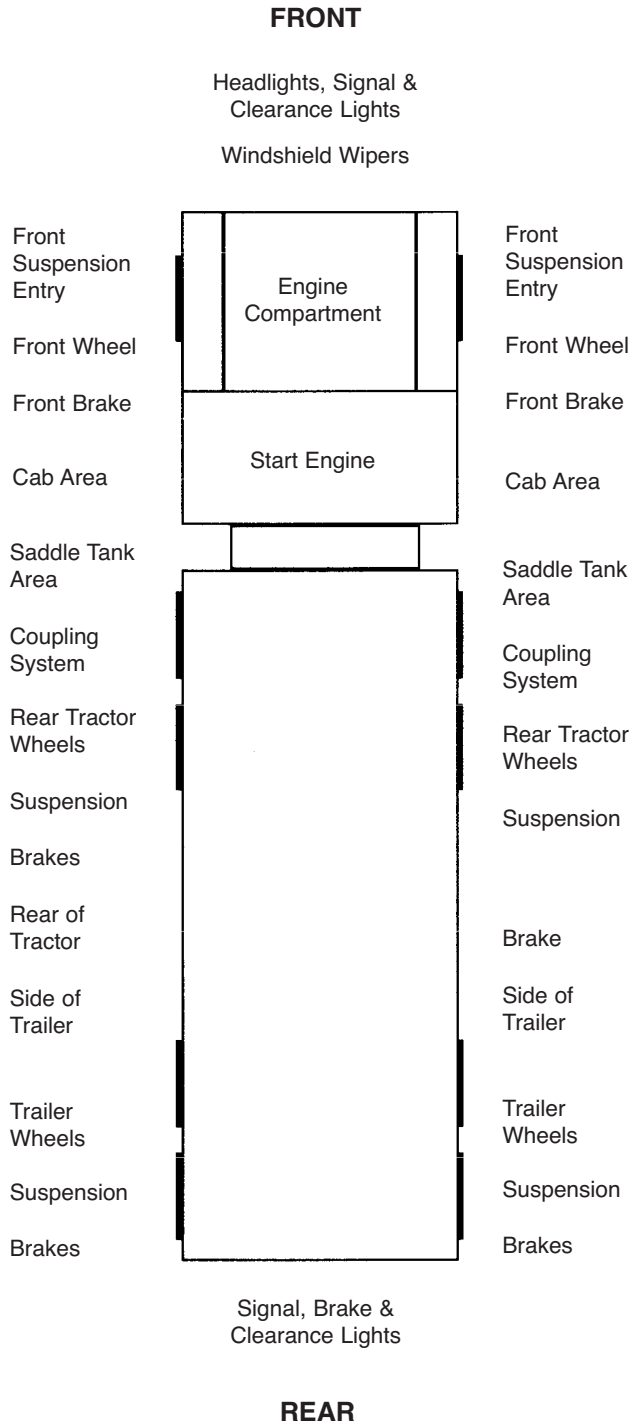 FRONT
Headlights, Signal &
Clearance Lights
Windshield Wipers
Front
Suspension
Entry
Front Wheel
Front Brake
Cab Area
Saddle Tank
Area
Coupling
System
Rear Tractor
Wheels
Suspension
Brakes
Rear of
Tractor
Side of
Trailer
Trailer
Wheels
Suspension
Brakes
Engine
Compartment
Start Engine
Front
Suspension
Entry
Front Wheel
Front Brake
Cab Area
Saddle Tank
Area
Coupling
System
Rear Tractor
Wheels
Suspension
Brake
Side of
Trailer
Trailer
Wheels
Suspension
Brakes
Signal, Brake &
Clearance Lights
REAR